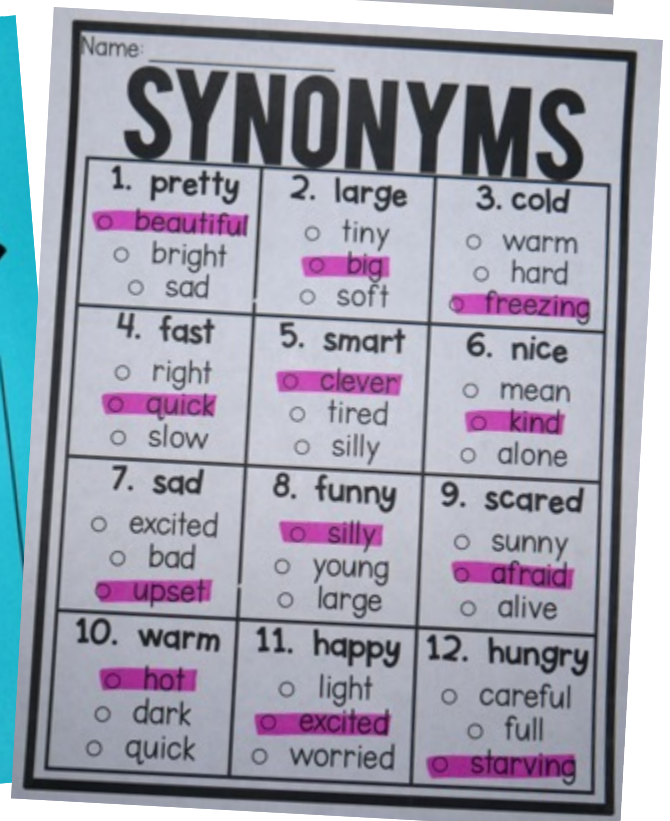 Name:
SYNONYMS
1. pretty
beautiful
bright
sad
2. large
tiny
big
soft
3. cold
warm
hard
freezing
4. fast
right
quick
slow
5. smart
clever
tired
silly
6. nice
mean
kind
alone
7. sad
excited
bad
upset
8. funny
silly
young
large
9. scared
sunny
afraid
alive
10. warm
hot
dark
quick
11. happy
light
excited
worried
12. hungry
careful
full
starving